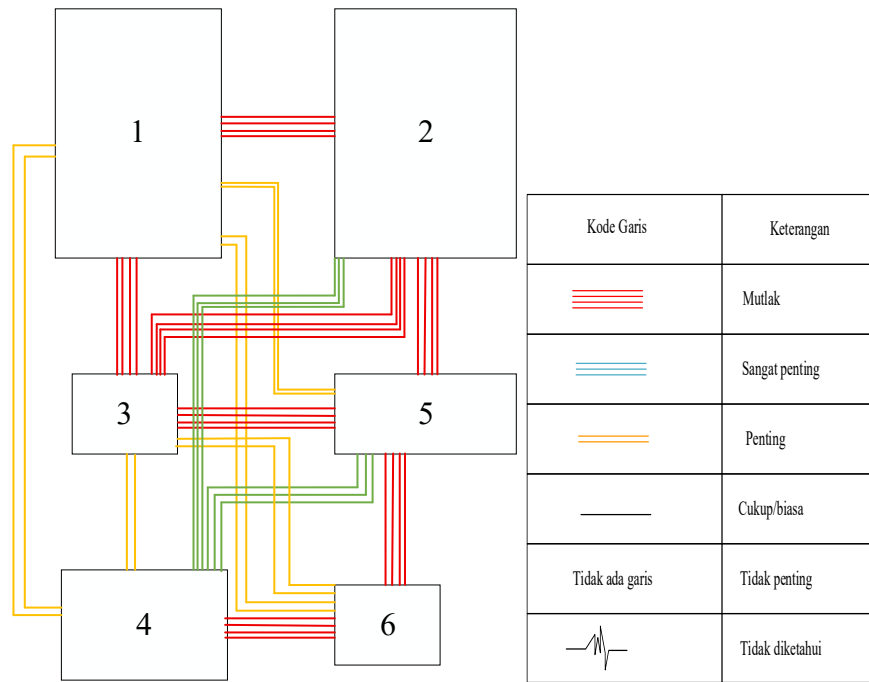 1
2
3
5
4
6
Kode Garis Keterangan
Mutlak
Sangat penting
Penting
Cukup/biasa
Tidak ada garis Tidak penting
Tidak diketahui